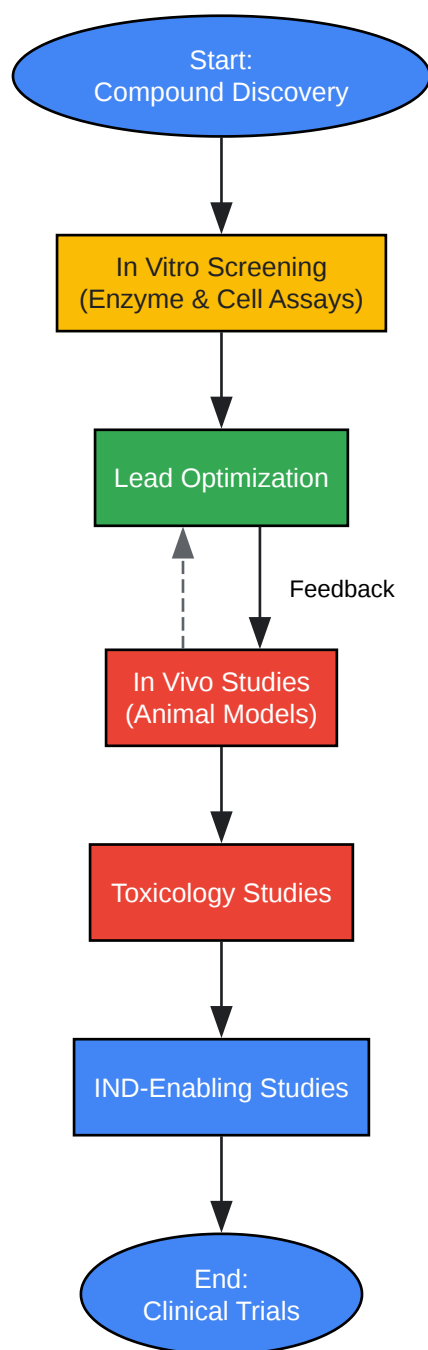 Start:
Compound Discovery
In Vitro Screening
(Enzyme & Cell Assays)
Lead Optimization
Feedback
In Vivo Studies
(Animal Models)
Toxicology Studies
IND-Enabling Studies
End:
Clinical Trials